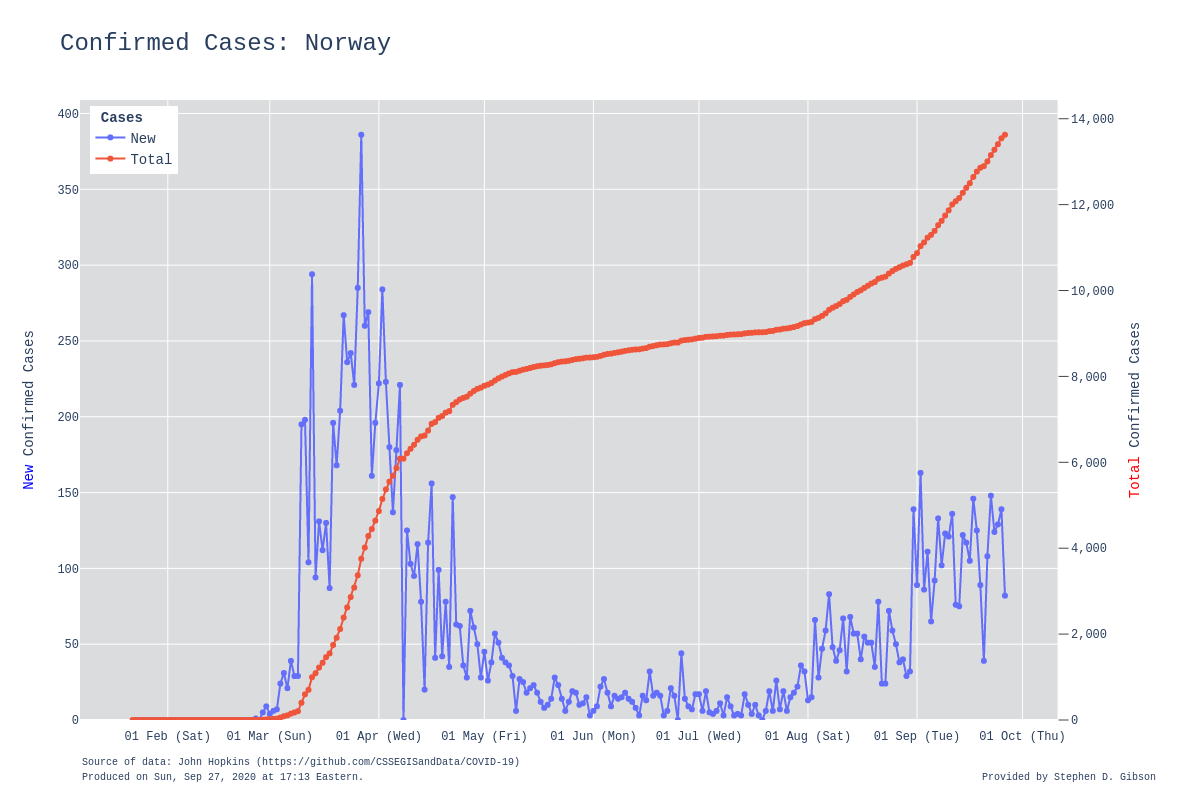 Confirmed Cases: Norway
Cases
New
Total
400
350
300
250
200
150
100
50
0
New Confirmed Cases
14,000
12,000
10,000
8,000
6,000
4,000
2,000
0
Total Confirmed Cases
01 Feb (Sat) 01 Mar (Sun) 01 Apr (Wed) 01 May (Fri) 01 Jun (Mon) 01 Jul (Wed) 01 Aug (Sat) 01 Sep (Tue) 01 Oct (Thu)
Source of data: John Hopkins (https://github.com/CSSEGISandData/COVID-19)
Produced on Sun, Sep 27, 2020 at 17:13 Eastern.
Provided by Stephen D. Gibson